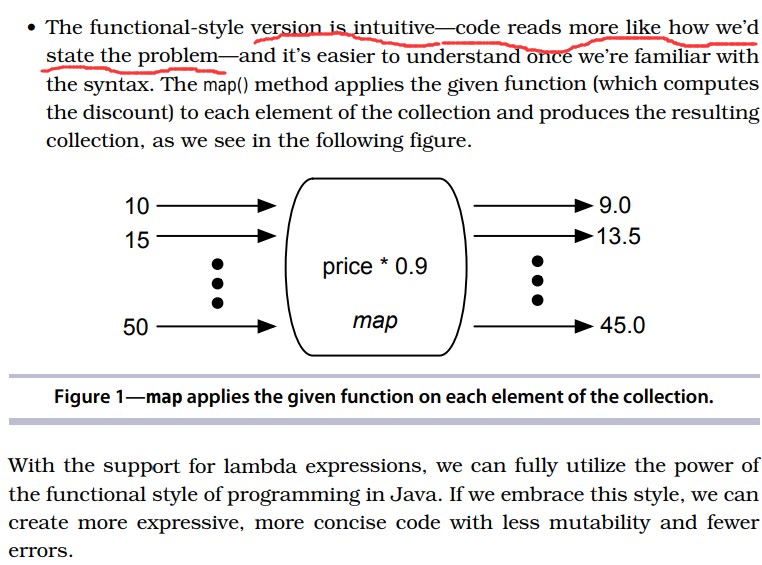 • The functional-style version is intuitive—code reads more like how we’d
state the problem—and it’s easier to understand once we’re familiar with
the syntax. The map() method applies the given function (which computes
the discount) to each element of the collection and produces the resulting
collection, as we see in the following figure.
10
9.0
15
13.5
price * 0.9
map
50
45.0
Figure 1—map applies the given function on each element of the collection.
With the support for lambda expressions, we can fully utilize the power of
the functional style of programming in Java. If we embrace this style, we can
create more expressive, more concise code with less mutability and fewer
errors.